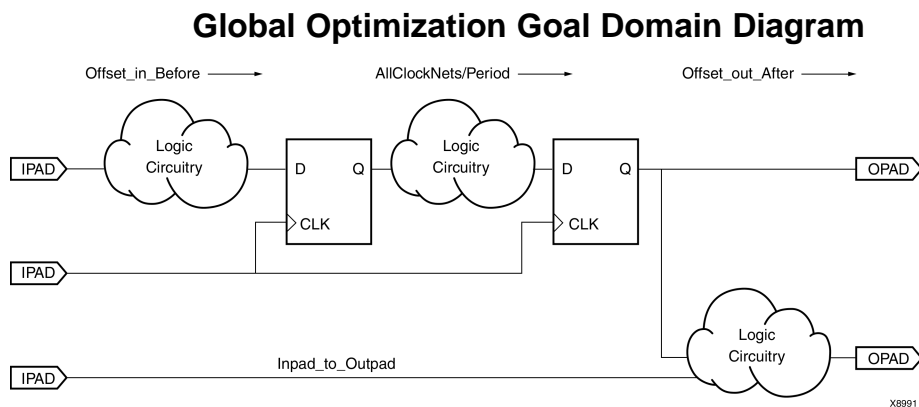 Global Optimization Goal Domain Diagram
Offset_in_Before
AllClockNets/Period
Offset_out_After
Logic
Circuitry
Logic
Circuitry
IPAD
D
Q
D
Q
OPAD
CLK
CLK
IPAD
Logic
Circuitry
Inpad_to_Outpad
IPAD
OPAD
X8991